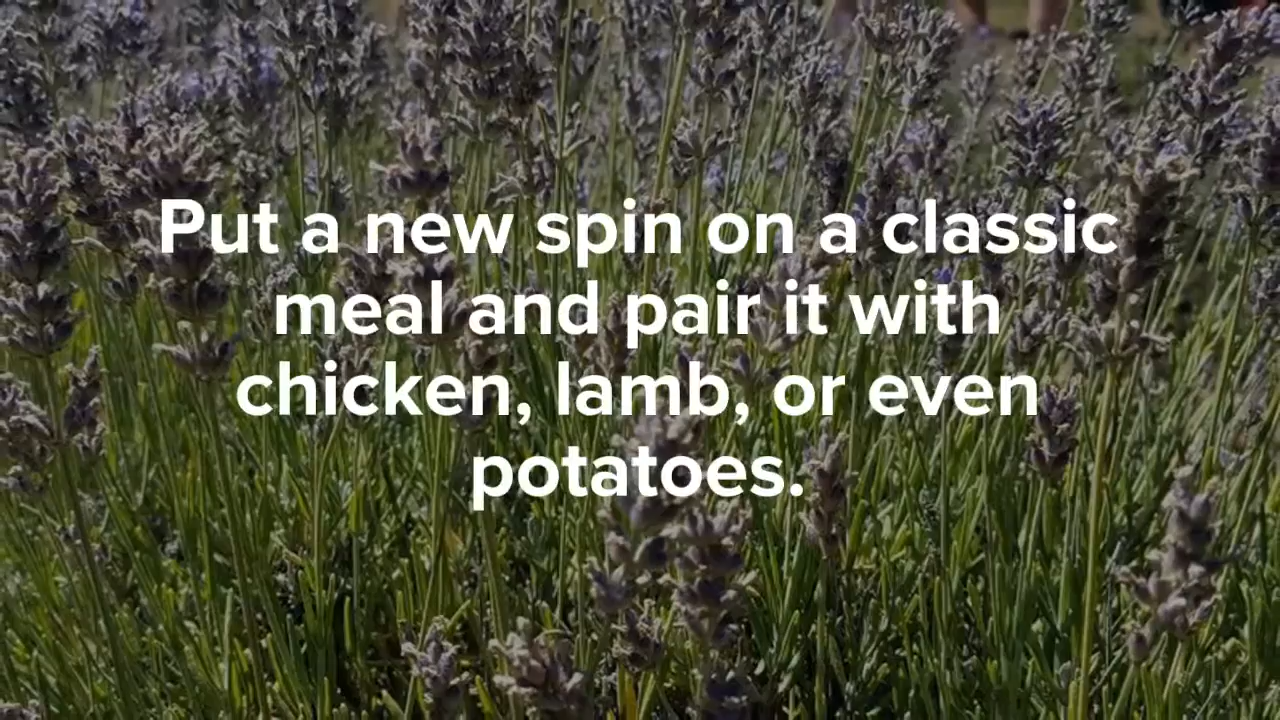 Put a new spin on a classic
meal and pair it with
chicken, lamb, or even
potatoes.